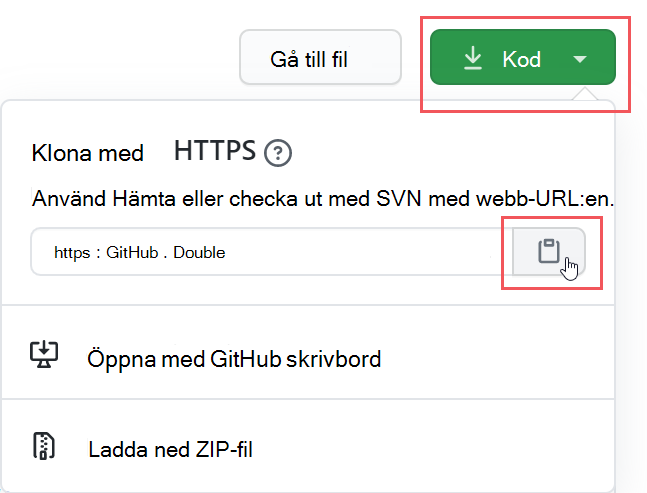 Gå till fil
Kod
Klona med HTTPS ?
Använd Hämta eller checka ut med SVN med webb-URL:en.
https : GitHub . Double
Öppna med GitHub skrivbord
Ladda ned ZIP-fil